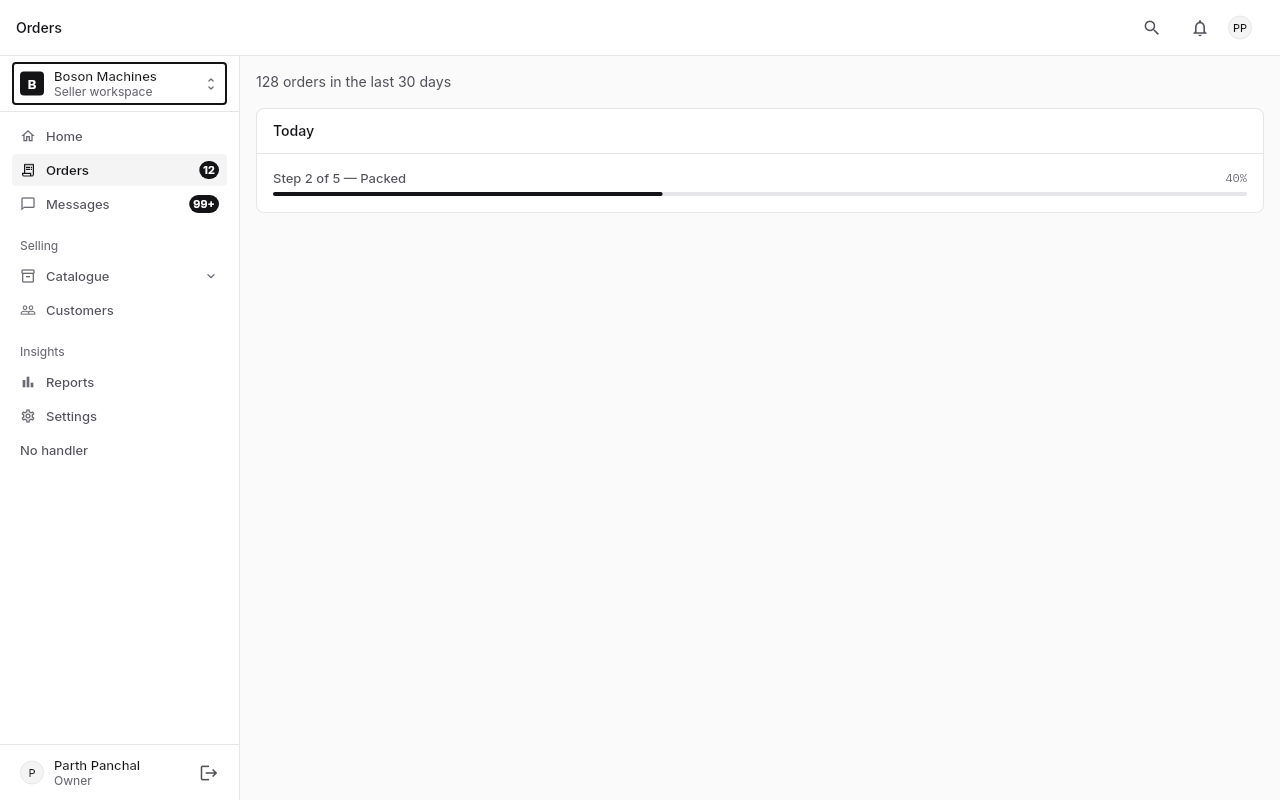 Orders
PP
B
Boson Machines
Seller workspace
Home
Orders
12
Messages
99+
Selling
Catalogue
Customers
Insights
Reports
Settings
No handler
P
Parth Panchal
Owner
128 orders in the last 30 days
Today
Step 2 of 5 — Packed
40%